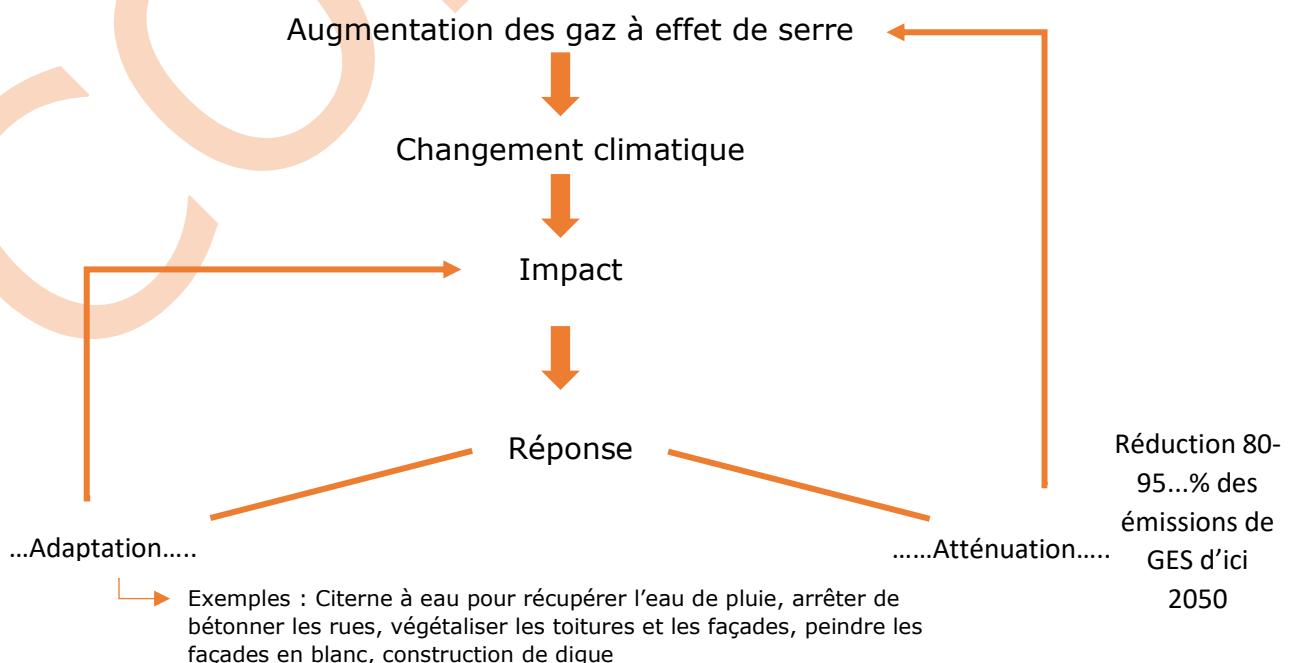 Augmentation des gaz à effet de serre
Changement climatique
Impact
Réponse
Réduction 80-
95...% des
émissions de
GES d’ici
2050
...Adaptation.....
......Atténuation.....
Exemples : Citerne à eau pour récupérer l’eau de pluie, arrêter de
bétonner les rues, végétaliser les toitures et les façades, peindre les
façades en blanc, construction de digue